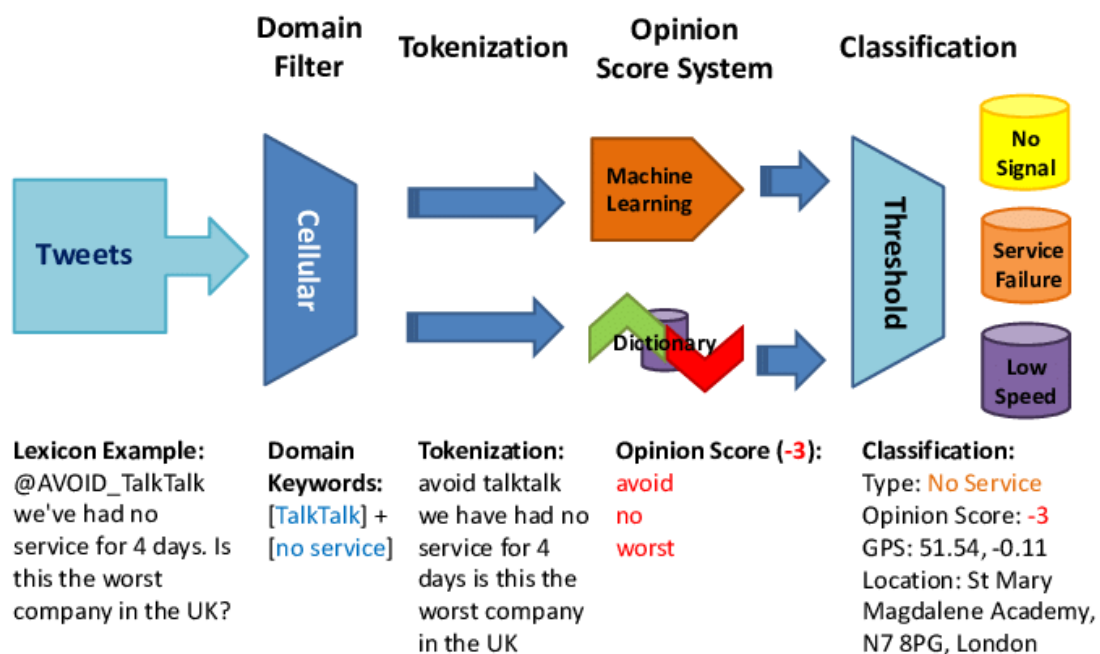 Domain
Filter
Tokenization
Opinion
Score System
Classification
Tweets
Cellular
Machine
Learning
Dictionary
Threshold
No
Signal
Service
Failure
Low
Speed
Lexicon Example:
@AVOID_TalkTalk
we've had no
service for 4 days. Is
this the worst
company in the UK?
Domain
Keywords:
[TalkTalk] +
[no service]
Tokenization:
avoid talktalk
we have had no
service for 4
days is this the
worst company
in the UK
Opinion Score (-3):
avoid
no
worst
Classification:
Type: No Service
Opinion Score: -3
GPS: 51.54, -0.11
Location: St Mary
Magdalene Academy,
N7 8PG, London